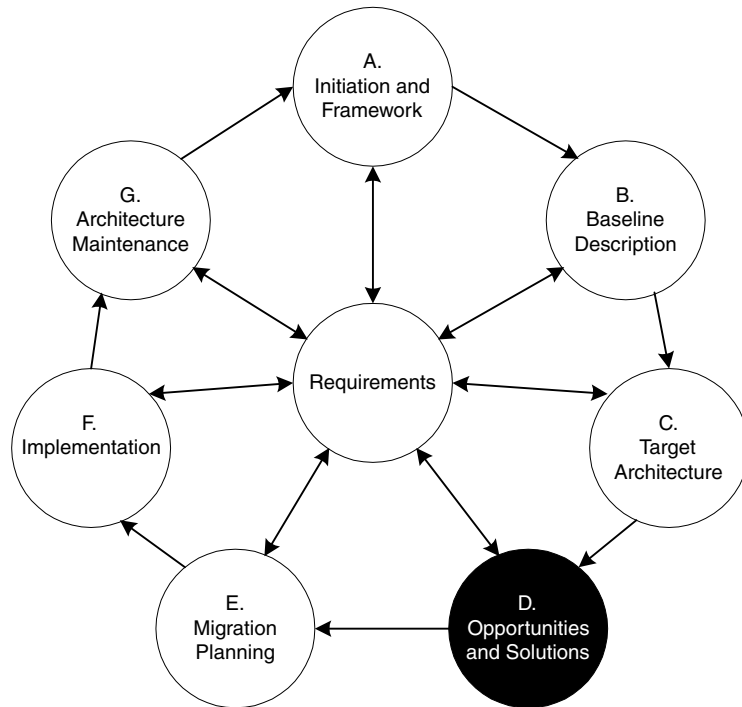 A.
Initiation and
Framework
B.
Baseline
Description
C.
Target
Architecture
D.
Opportunities
and Solutions
E.
Migration
Planning
F.
Implementation
G.
Architecture
Maintenance
Requirements